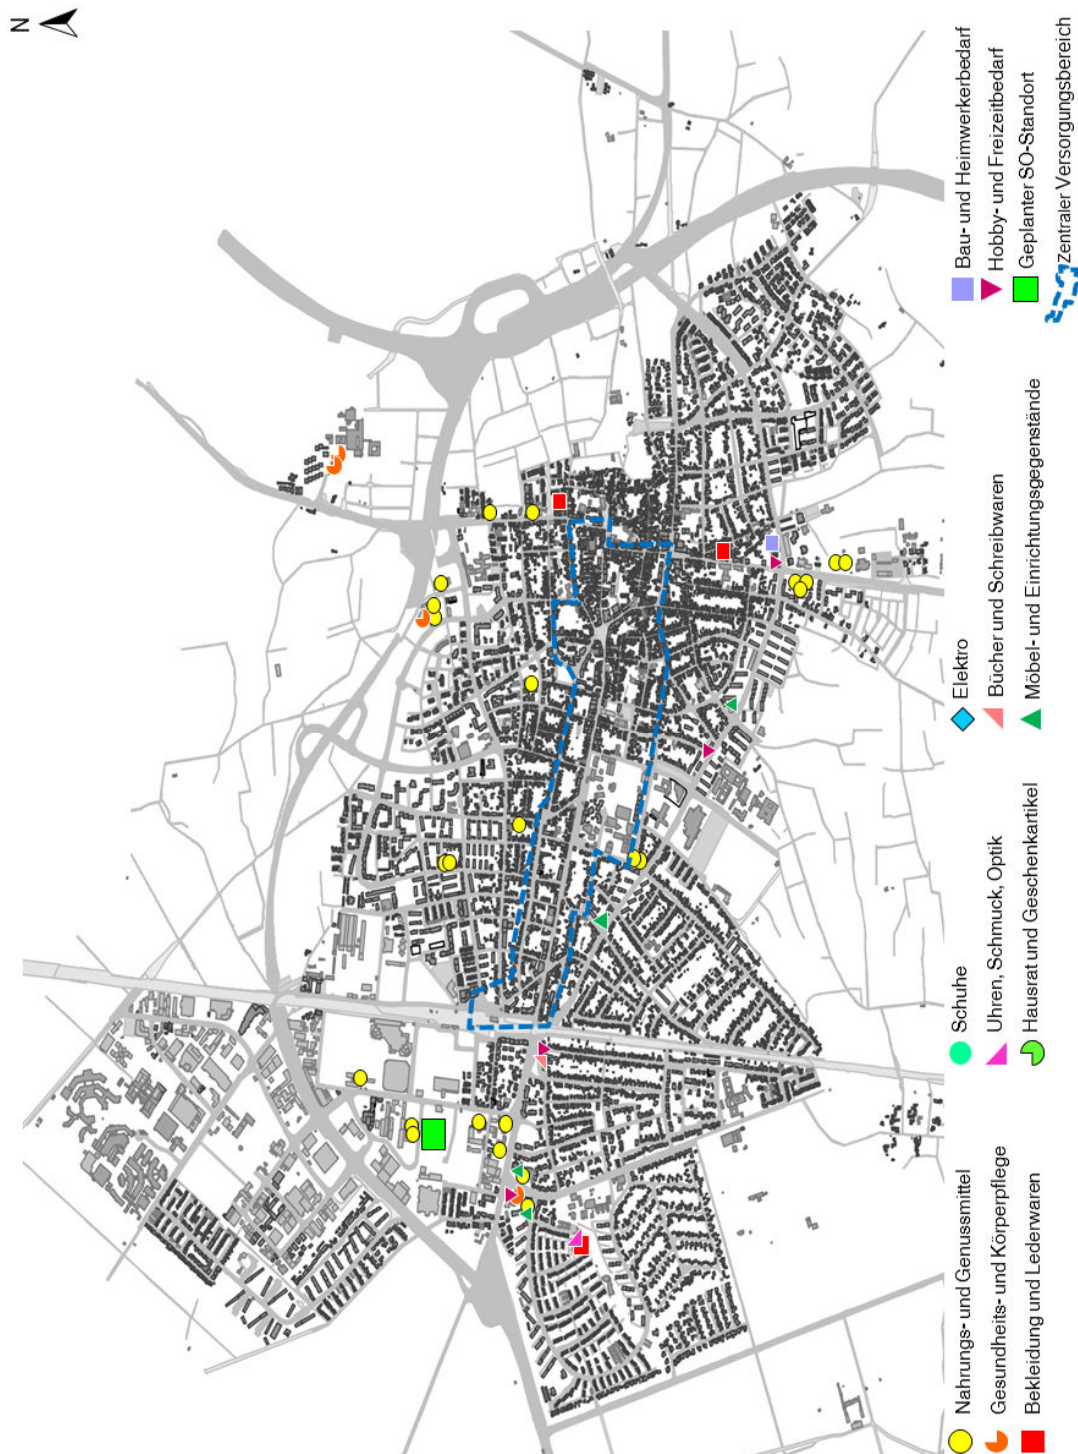 N
Nahrungs- und Genussmittel
Gesundheits- und Körperpflege
Bekleidung und Lederwaren
Schuhe
Uhren, Schmuck, Optik
Hausrat und Geschenkartikel
Elektro
Bücher und Schreibwaren
Möbel- und Einrichtungsgegenstände
Bau- und Heimwerkerbedarf
Hobby- und Freizeitbedarf
Geplanter SO-Standort
Zentraler Versorgungsbereich